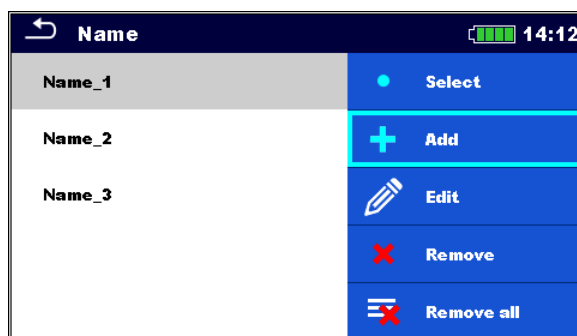 Name 14:12
Name_1 Select
Name_2 Add
Name_3 Edit
Remove
Remove all